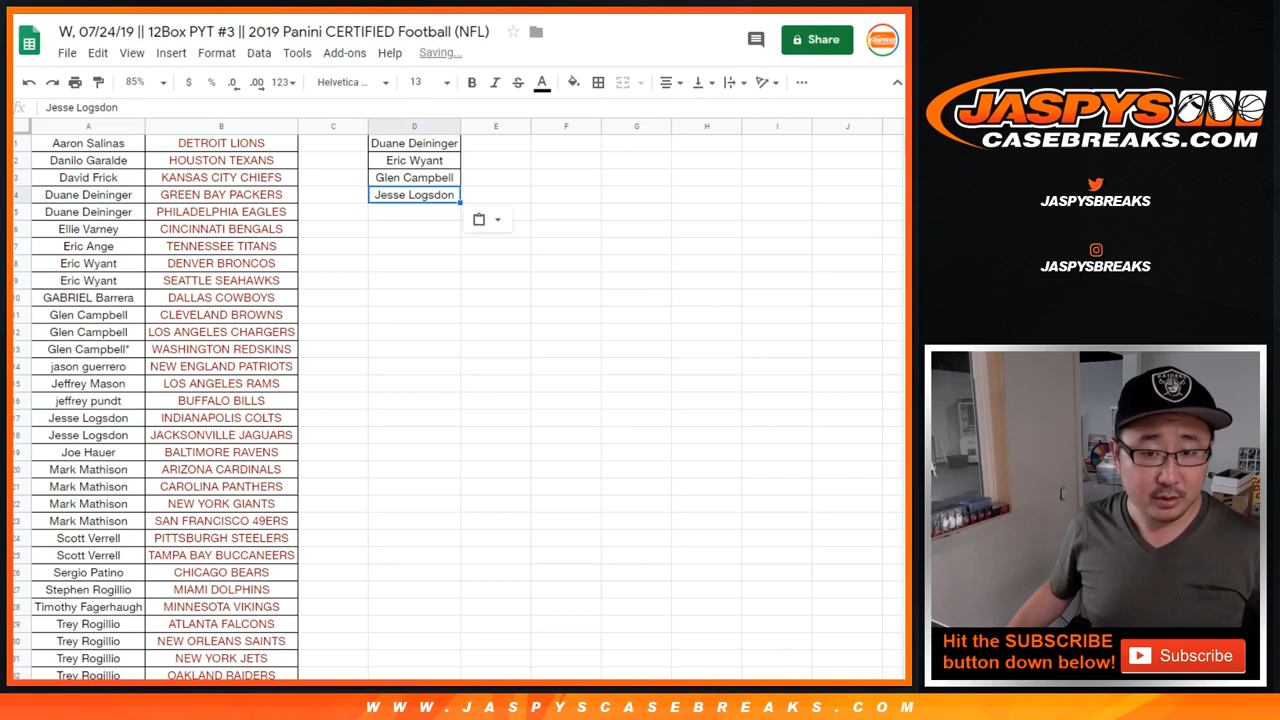 W, 07/24/19 || 12Box PYT #3 || 2019 Panini CERTIFIED Football (NFL)
File Edit View Insert Format Data Tools Add-ons Help Saving...
Share
85% $ % .0 .00 123 Helvetica ... 13 B I S A
fx Jesse Logsdon
A B C D E F G H I J
1 Aaron Salinas DETROIT LIONS Duane Deininger
2 Danilo Garalde HOUSTON TEXANS Eric Wyant
3 David Frick KANSAS CITY CHIEFS Glen Campbell
4 Duane Deininger GREEN BAY PACKERS Jesse Logsdon
5 Duane Deininger PHILADELPHIA EAGLES
6 Ellie Varney CINCINNATI BENGALS
7 Eric Ange TENNESSEE TITANS
8 Eric Wyant DENVER BRONCOS
9 Eric Wyant SEATTLE SEAHAWKS
10 GABRIEL Barrera DALLAS COWBOYS
11 Glen Campbell CLEVELAND BROWNS
12 Glen Campbell LOS ANGELES CHARGERS
13 Glen Campbell* WASHINGTON REDSKINS
14 jason guerrero NEW ENGLAND PATRIOTS
15 Jeffrey Mason LOS ANGELES RAMS
16 jeffrey pundt BUFFALO BILLS
17 Jesse Logsdon INDIANAPOLIS COLTS
18 Jesse Logsdon JACKSONVILLE JAGUARS
19 Joe Hauer BALTIMORE RAVENS
20 Mark Mathison ARIZONA CARDINALS
21 Mark Mathison CAROLINA PANTHERS
22 Mark Mathison NEW YORK GIANTS
23 Mark Mathison SAN FRANCISCO 49ERS
24 Scott Verrell PITTSBURGH STEELERS
25 Scott Verrell TAMPA BAY BUCCANEERS
26 Sergio Patino CHICAGO BEARS
27 Stephen Rogillio MIAMI DOLPHINS
28 Timothy Fagerhaugh MINNESOTA VIKINGS
29 Trey Rogillio ATLANTA FALCONS
30 Trey Rogillio NEW ORLEANS SAINTS
31 Trey Rogillio NEW YORK JETS
32 Trey Rogillio OAKLAND RAIDERS
JASPYS
CASEBREAKS.COM
JASPYSBREAKS
JASPYSBREAKS
RAIDERS
Hit the SUBSCRIBE
button down below!
Subscribe
WWW.JASPYSCASEBREAKS.COM